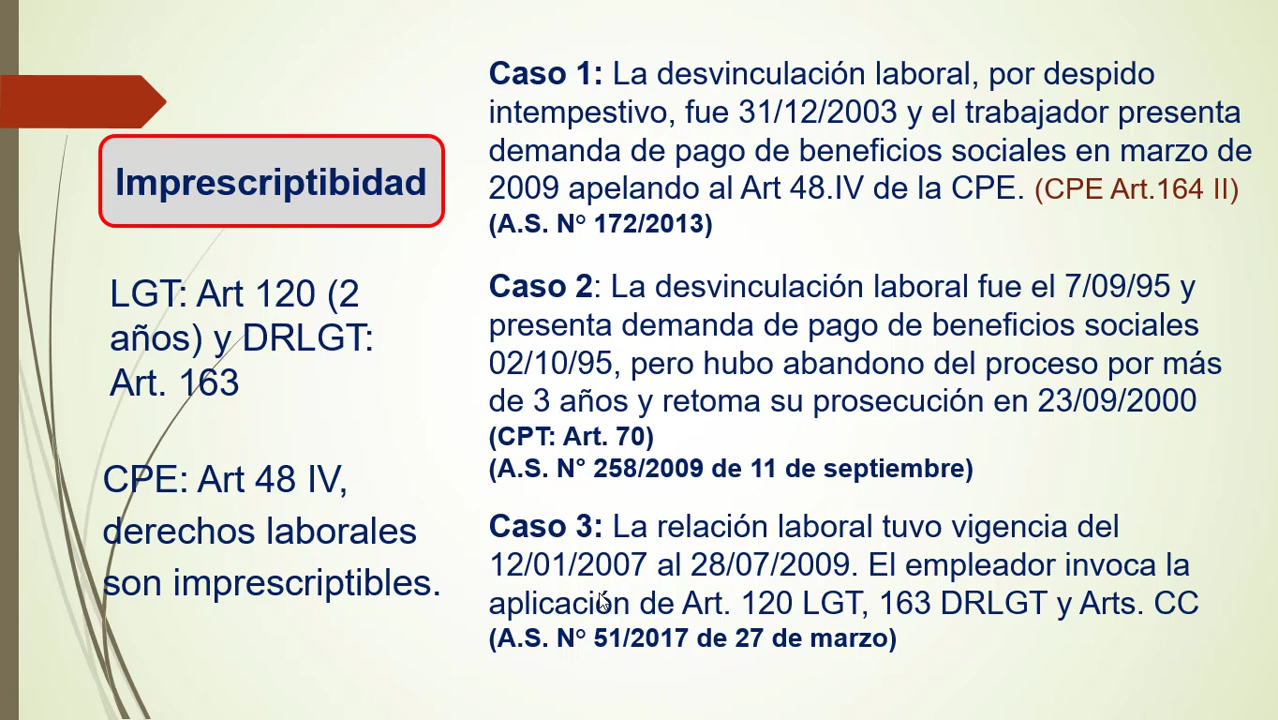 Imprescriptibidad
LGT: Art 120 (2
años) y DRLGT:
Art. 163
CPE: Art 48 IV,
derechos laborales
son imprescriptibles.
Caso 1: La desvinculación laboral, por despido
intempestivo, fue 31/12/2003 y el trabajador presenta
demanda de pago de beneficios sociales en marzo de
2009 apelando al Art 48.IV de la CPE. (CPE Art.164 II)
(A.S. N° 172/2013)
Caso 2: La desvinculación laboral fue el 7/09/95 y
presenta demanda de pago de beneficios sociales
02/10/95, pero hubo abandono del proceso por más
de 3 años y retoma su prosecución en 23/09/2000
(CPT: Art. 70)
(A.S. N° 258/2009 de 11 de septiembre)
Caso 3: La relación laboral tuvo vigencia del
12/01/2007 al 28/07/2009. El empleador invoca la
aplicación de Art. 120 LGT, 163 DRLGT y Arts. CC
(A.S. N° 51/2017 de 27 de marzo)